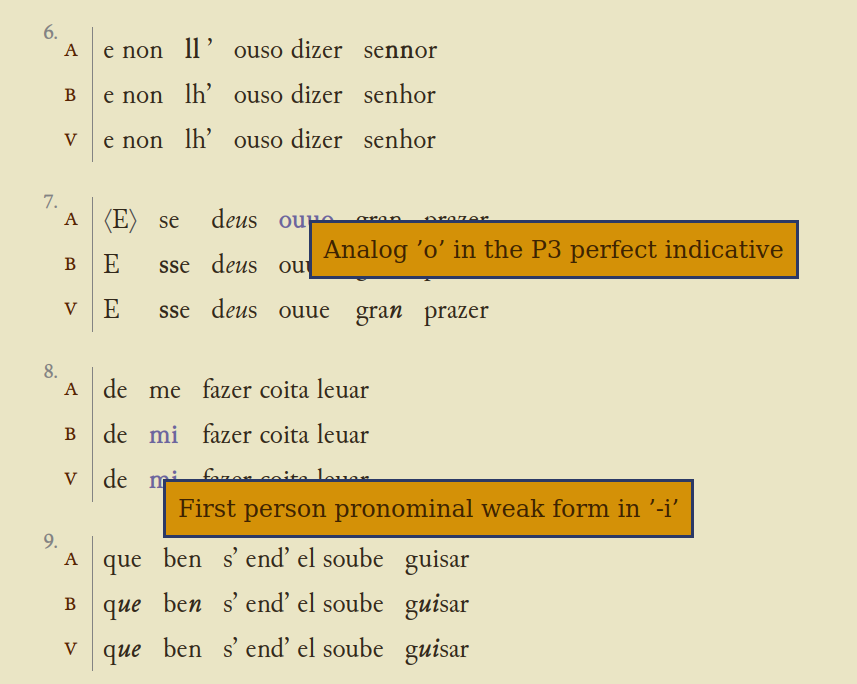 6.
A e non ll ’ ouso dizer sennor
B e non lh’ ouso dizer senhor
V e non lh’ ouso dizer senhor
7.
A ⟨E⟩ se deus ouuo gran prazer
Analog ’o’ in the P3 perfect indicative
B E sse deus
V E sse deus ouue gran prazer
8.
A de me fazer coita leuar
B de mi fazer coita leuar
V de mi fazer coita leuar
First person pronominal weak form in ’-i’
9.
A que ben s’ end’ el soube guisar
B que ben s’ end’ el soube guisar
V que ben s’ end’ el soube guisar